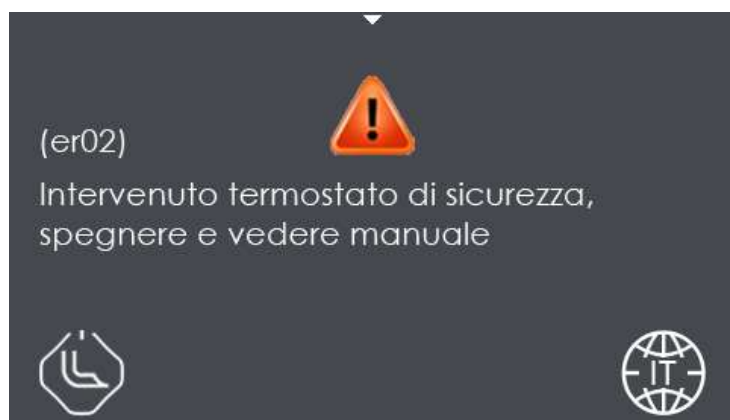 (er02)
Intervenuto termostato di sicurezza,
spegnere e vedere manuale
IT